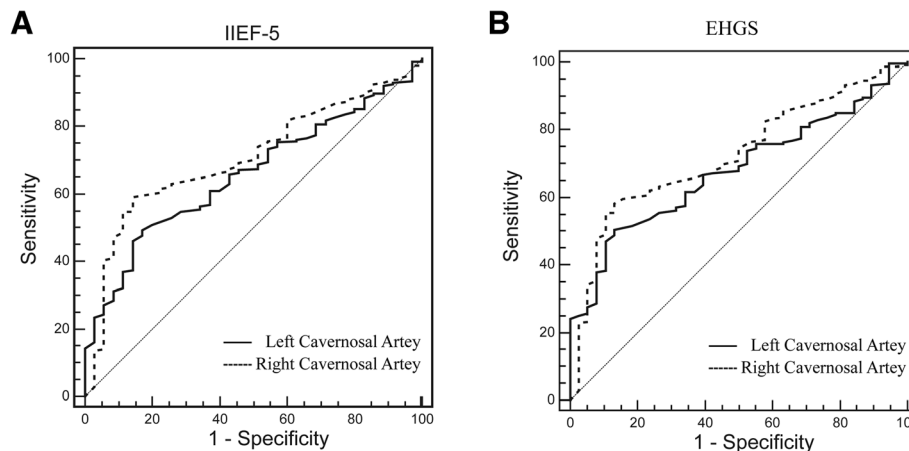 A
IIEF-5
100
80
60
40
20
0
Sensitivity
Left Cavernosal Artey
Right Cavernosal Artey
0 20 40 60 80 100
1 - Specificity
B
EHGS
100
80
60
40
20
0
Sensitivity
Left Cavernosal Artey
Right Cavernosal Artey
0 20 40 60 80 100
1 - Specificity